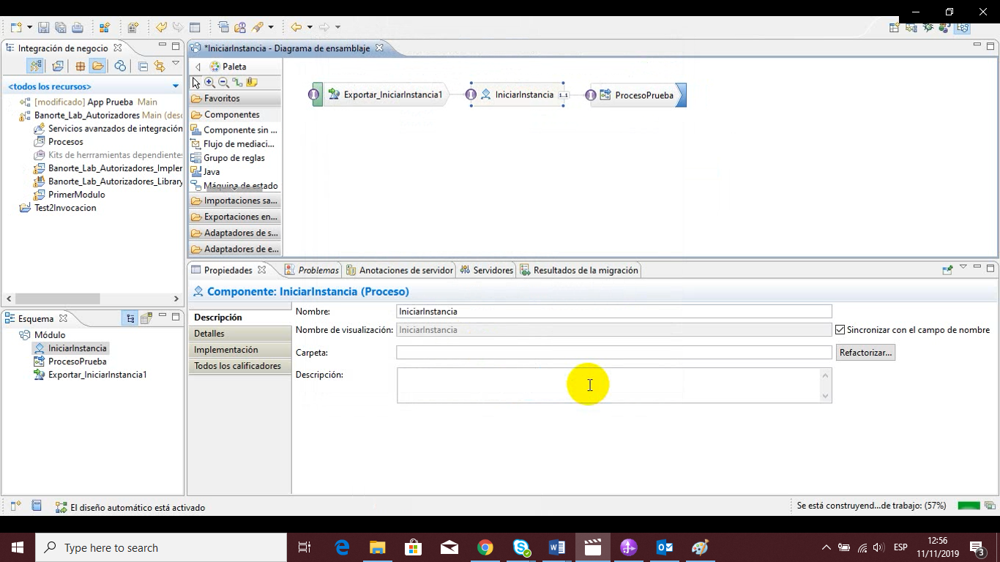 Integración de negocio
<todos los recursos>
[modificado] App Prueba Main
Banorte_Lab_Autorizadores Main (desc
Servicios avanzados de integración
Procesos
Kits de herrramientas dependientes
Banorte_Lab_Autorizadores_Impler
Banorte_Lab_Autorizadores_Library
PrimerModulo
Test2Invocacion
Esquema
Módulo
IniciarInstancia
ProcesoPrueba
Exportar_IniciarInstancia1
*IniciarInstancia - Diagrama de ensamblaje
Paleta
Favoritos
Componentes
Componente sin ...
Flujo de mediaci...
Grupo de reglas
Java
Máquina de estado
Importaciones sa...
Exportaciones en...
Adaptadores de s...
Adaptadores de e...
Exportar_IniciarInstancia1
IniciarInstancia
1..1
ProcesoPrueba
Propiedades
Problemas
Anotaciones de servidor
Servidores
Resultados de la migración
Componente: IniciarInstancia (Proceso)
Descripción
Detalles
Implementación
Todos los calificadores
Nombre: IniciarInstancia
Nombre de visualización: IniciarInstancia Sincronizar con el campo de nombre
Carpeta: Refactorizar...
Descripción:
El diseño automático está activado
Se está construyend...de trabajo: (57%)
Type here to search
ESP
12:56
11/11/2019
3